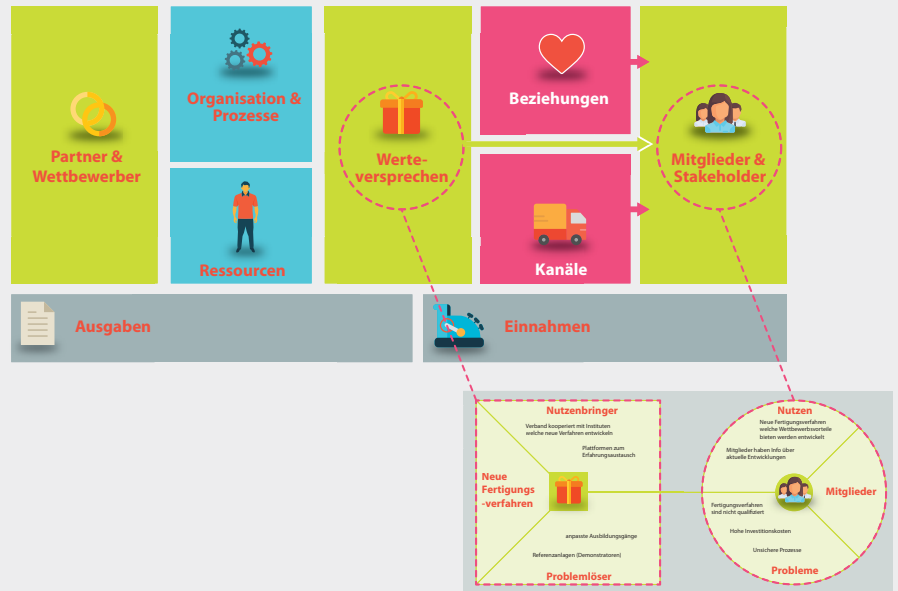 Partner &
Wettbewerber
Organisation &
Prozesse
Ressourcen
Werte-
versprechen
Beziehungen
Kanäle
Mitglieder &
Stakeholder
Ausgaben
Einnahmen
Nutzenbringer
Verband kooperiert mit Instituten
welche neue Verfahren entwickeln
Plattformen zum
Erfahrungsaustausch
Neue
Fertigungs
-verfahren
anpasste Ausbildungsgänge
Referenzanlagen (Demonstratoren)
Problemlöser
Nutzen
Neue Fertigungsverfahren
welche Wettbewerbsvorteile
bieten werden entwickelt
Mitglieder haben Info über
aktuelle Entwicklungen
Mitglieder
Fertigungsverfahren
sind nicht qualifiziert
Hohe Investitionskosten
Unsichere Prozesse
Probleme